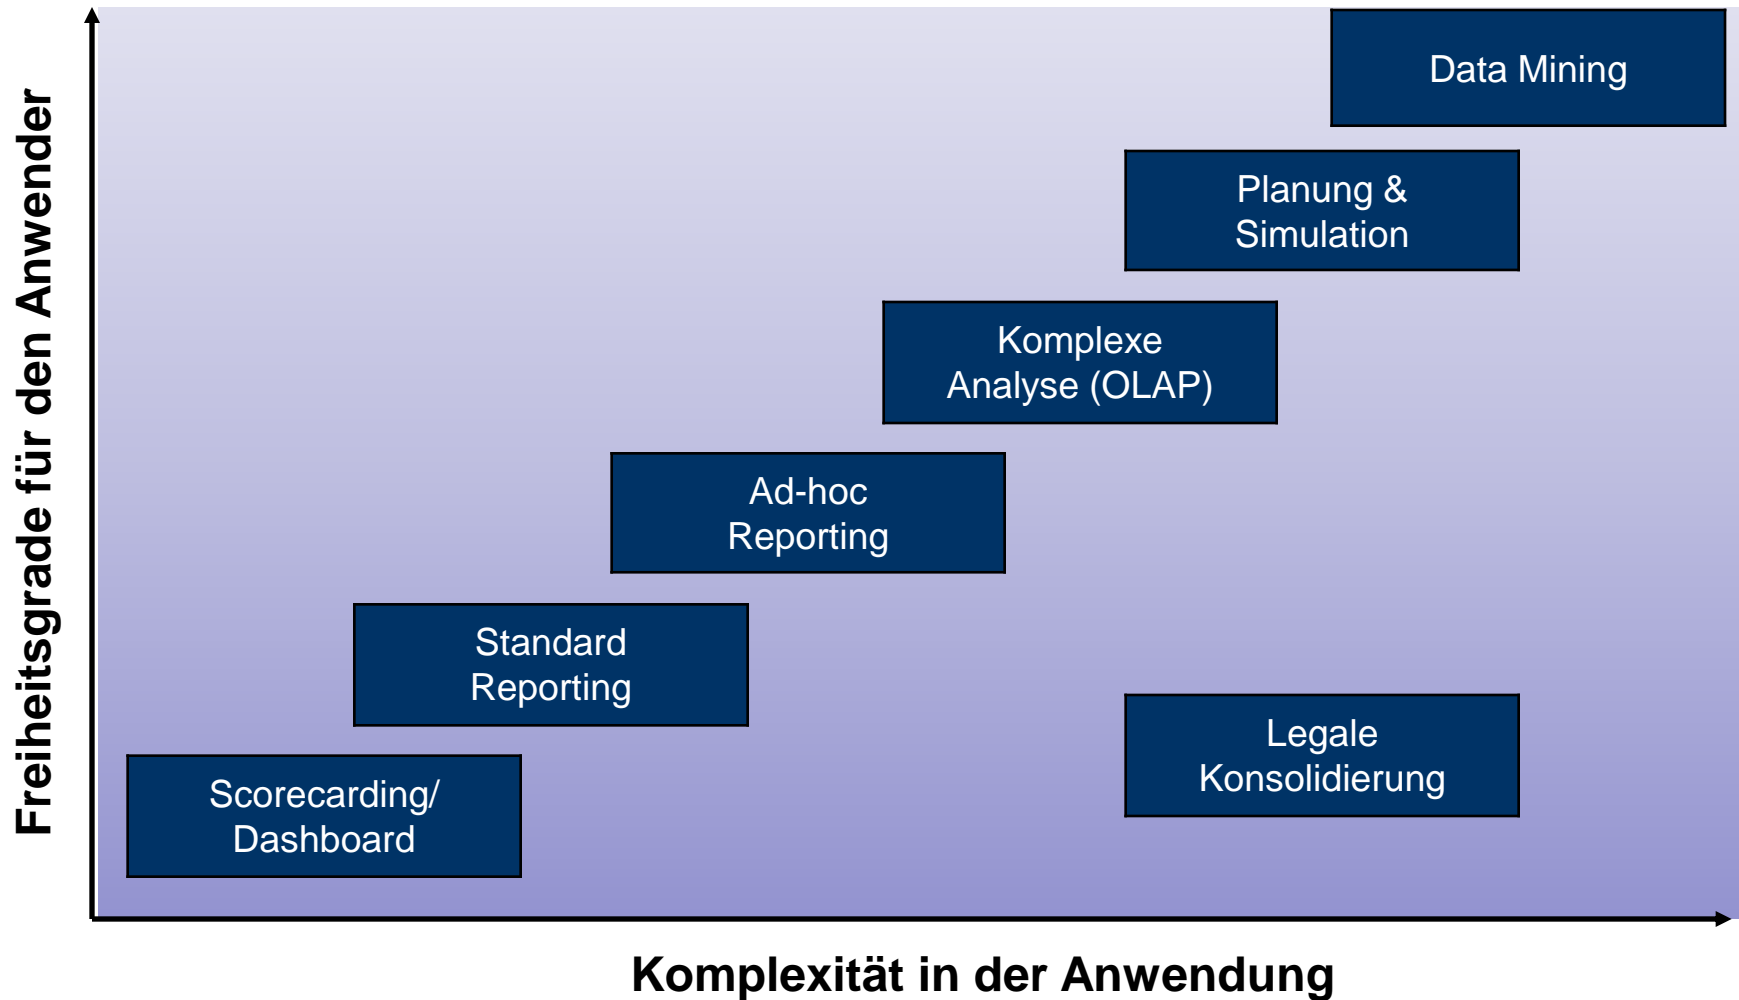 Freiheitsgrade für den Anwender
Data Mining
Planung &
Simulation
Komplexe
Analyse (OLAP)
Ad-hoc
Reporting
Standard
Reporting
Legale
Konsolidierung
Scorecarding/
Dashboard
Komplexität in der Anwendung